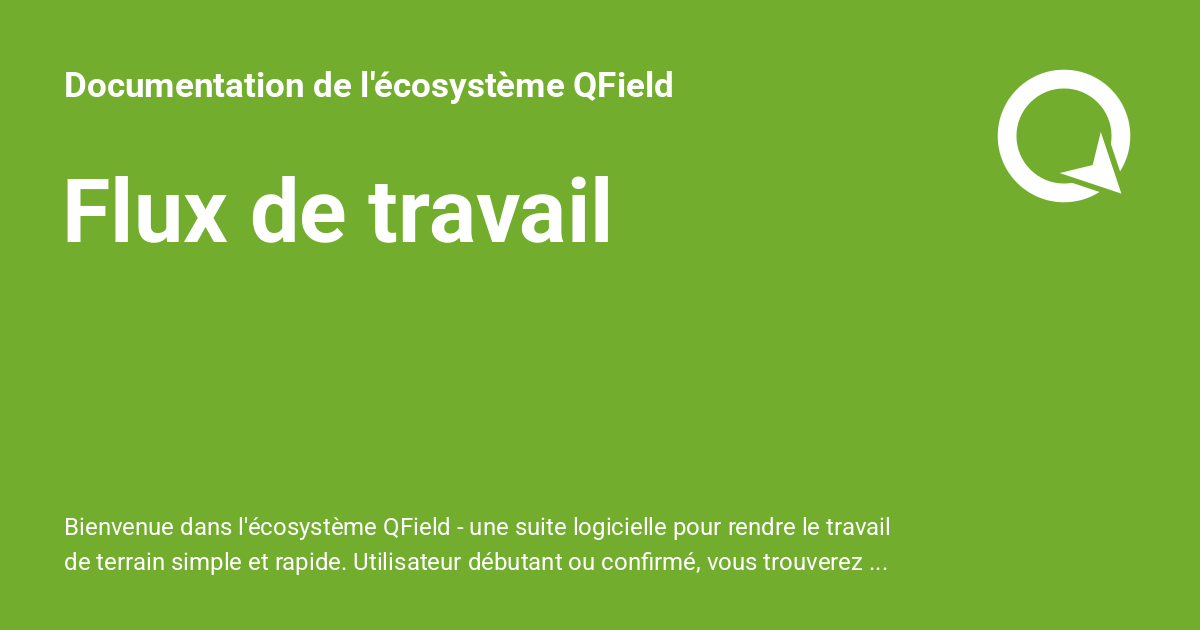 Documentation de l'écosystème QField
Flux de travail
Bienvenue dans l'écosystème QField - une suite logicielle pour rendre le travail
de terrain simple et rapide. Utilisateur débutant ou confirmé, vous trouverez ...